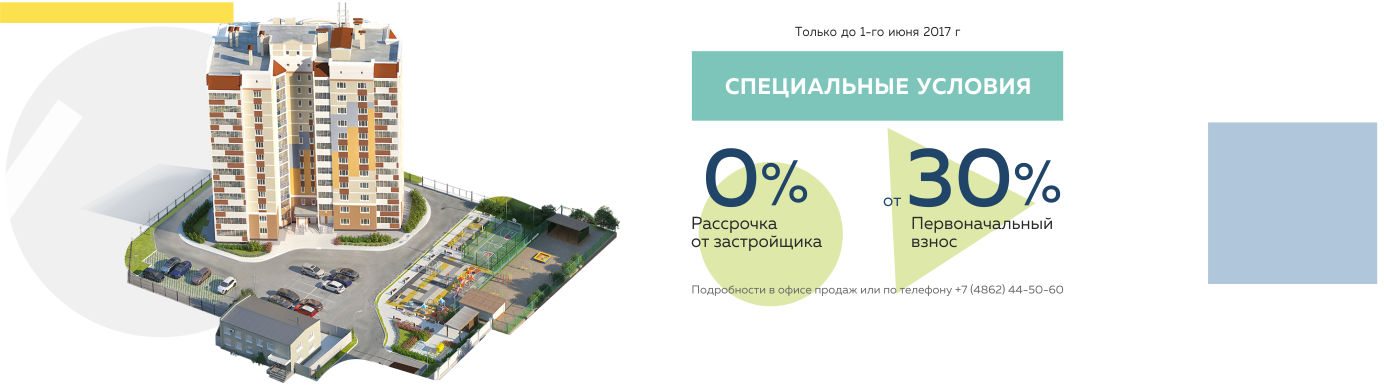 Только до 1-го июня 2017 г
СПЕЦИАЛЬНЫЕ УСЛОВИЯ
0%
Рассрочка
от застройщика
от 30%
Первоначальный
взнос
Подробности в офисе продаж или по телефону +7 (4862) 44-50-60